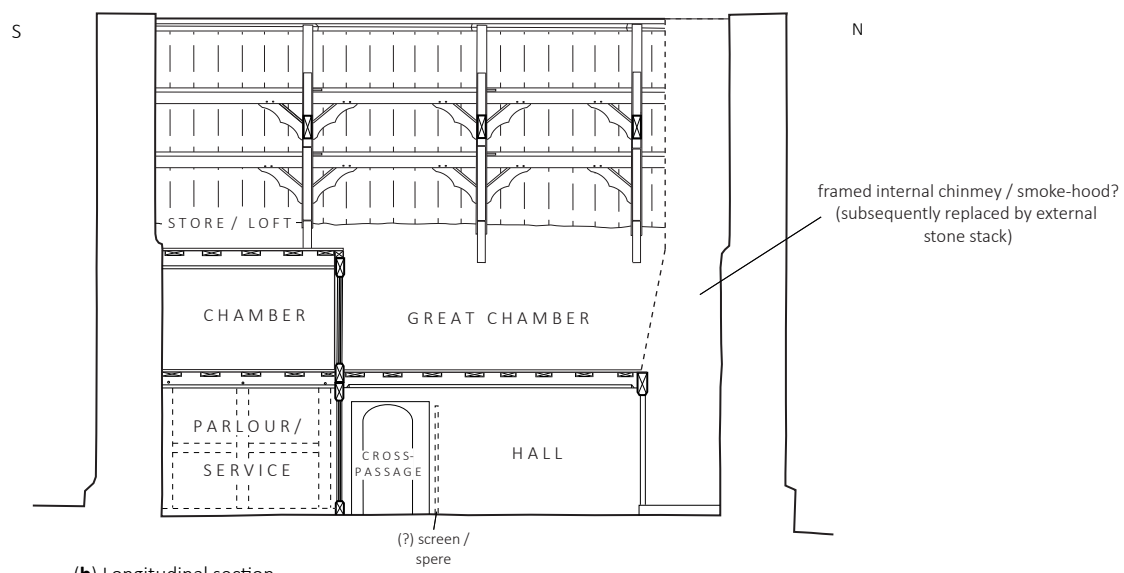 S
N
framed internal chinmey / smoke-hood?
(subsequently replaced by external
stone stack)
STORE / LOFT
CHAMBER
GREAT CHAMBER
PARLOUR/
SERVICE
CROSS-
PASSAGE
HALL
(?) screen /
spere
(b) Longitudinal section